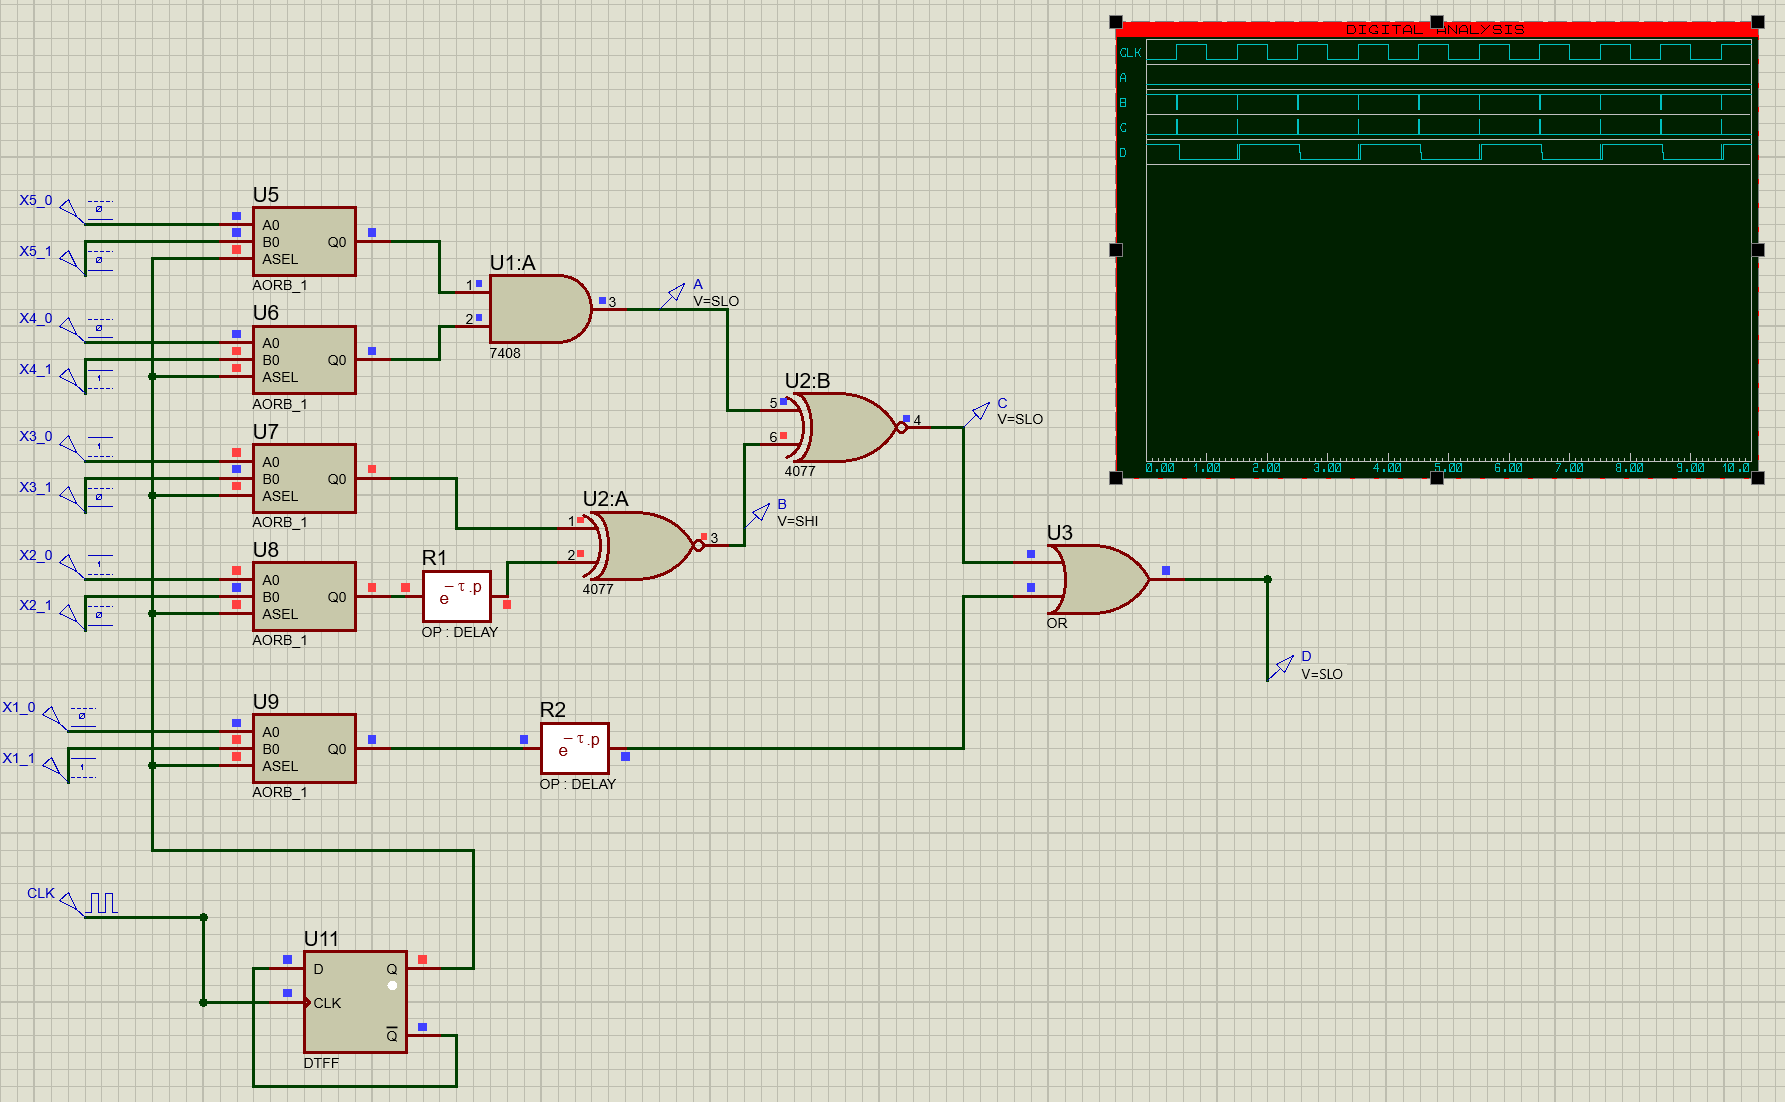 DIGITAL ANALYSIS
CLK
A
B
C
D
0.00 1.00 2.00 3.00 4.00 5.00 6.00 7.00 8.00 9.00 10.0
X5_0
X5_1
U5
A0
B0
ASEL
Q0
AORB_1
X4_0
X4_1
U6
A0
B0
ASEL
Q0
AORB_1
X3_0
X3_1
U7
A0
B0
ASEL
Q0
AORB_1
X2_0
X2_1
U8
A0
B0
ASEL
Q0
AORB_1
X1_0
X1_1
U9
A0
B0
ASEL
Q0
AORB_1
U1:A
1
2
3
7408
A
V=SLO
U2:B
5
6
4
4077
C
V=SLO
U2:A
1
2
3
4077
B
V=SHI
R1
e −τ.p
OP : DELAY
R2
e −τ.p
OP : DELAY
U3
OR
D
V=SLO
CLK
U11
D
Q
CLK
Q
DTFF